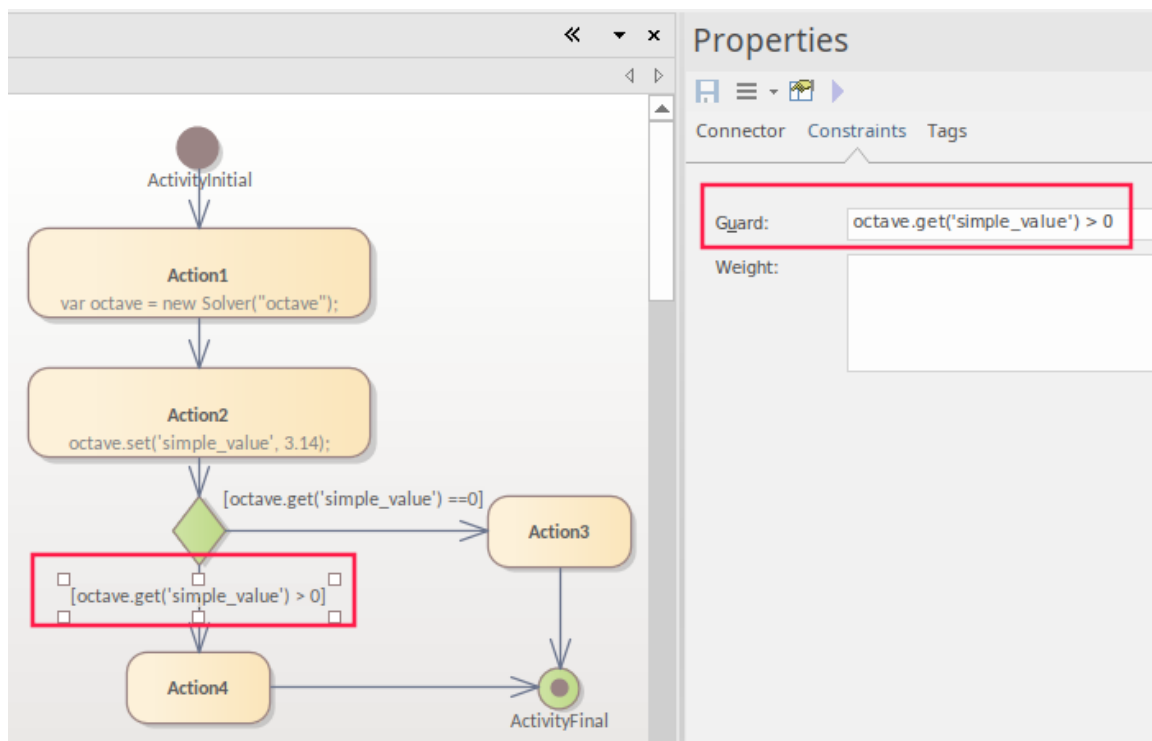 Properties
Connector Constraints Tags
Guard: octave.get('simple_value') > 0
Weight:
ActivityInitial
Action1
var octave = new Solver("octave");
Action2
octave.set('simple_value', 3.14);
[octave.get('simple_value') ==0]
Action3
[octave.get('simple_value') > 0]
Action4
ActivityFinal